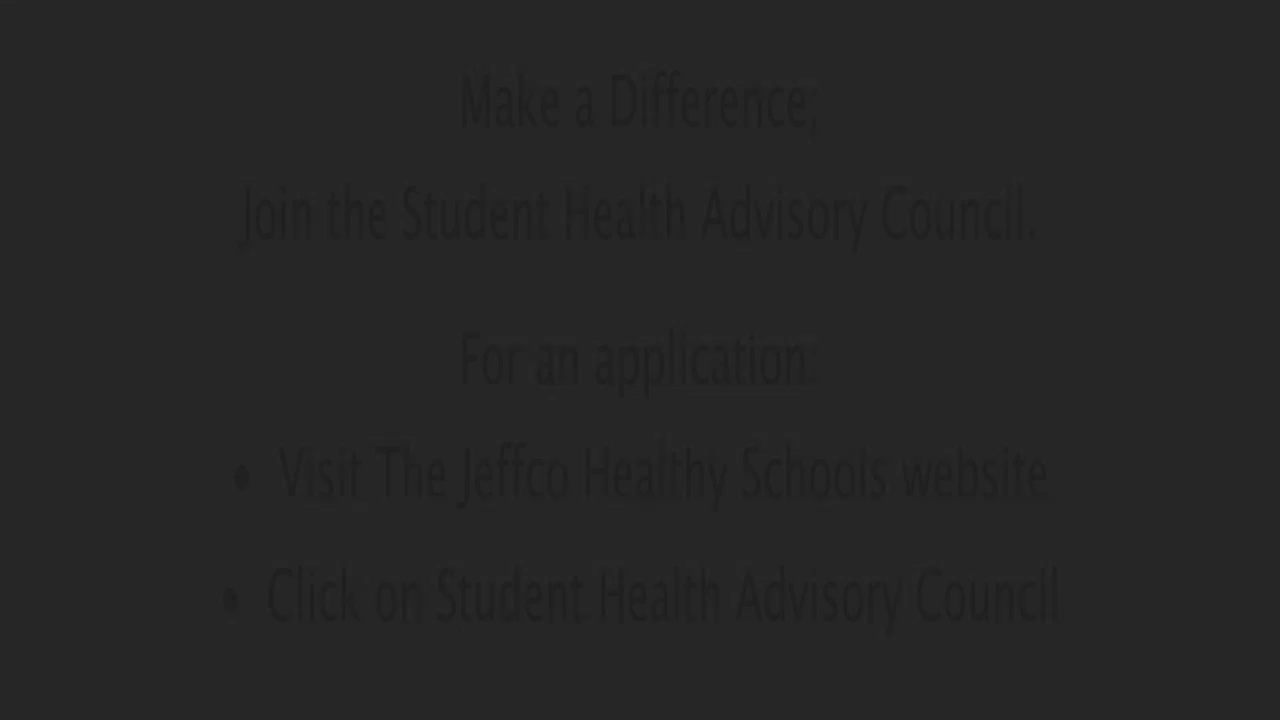 Make a Difference;
Join the Student Health Advisory Council.
For an application:
• Visit The Jeffco Healthy Schools website
• Click on Student Health Advisory Council